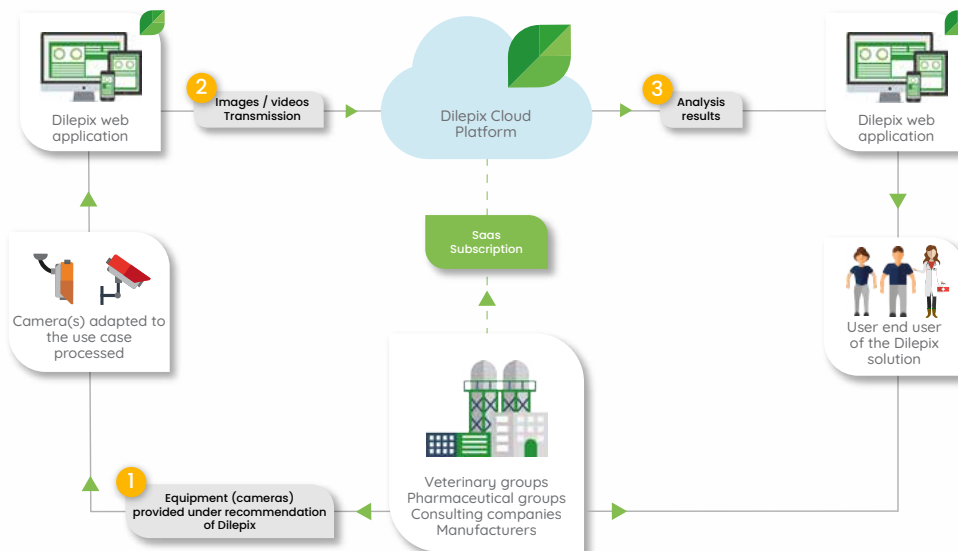 Dilepix web
application
2
Images / videos
Transmission
Dilepix Cloud
Platform
3
Analysis
results
Dilepix web
application
Saas
Subscription
Camera(s) adapted to
the use case
processed
User end user
of the Dilepix
solution
1
Equipment (cameras)
provided under recommendation
of Dilepix
Veterinary groups
Pharmaceutical groups
Consulting companies
Manufacturers